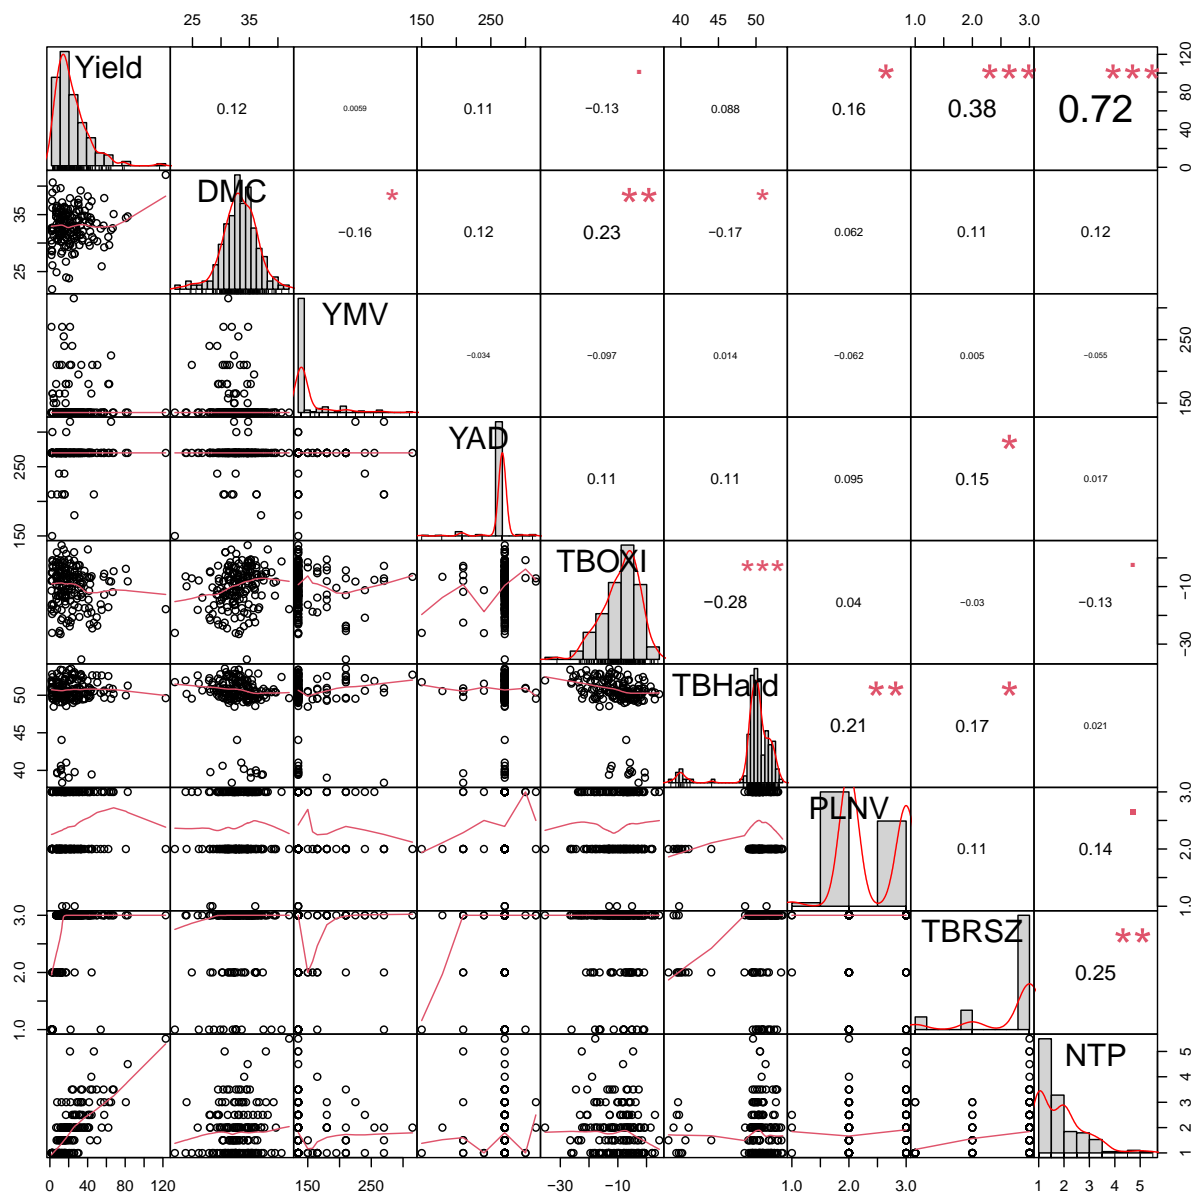 25 35 150 250 40 45 50 1.0 2.0 3.0
Yield 0.12 0.0059 0.11 −0.13 0.088 0.16 * 0.38 *** 0.72 *** 0 40 80 120
25 35 DMC −0.16 * 0.12 0.23 ** −0.17 * 0.062 0.11 0.12
YMV −0.034 −0.097 0.014 −0.062 0.005 −0.055 150 250
150 250 YAD 0.11 0.11 0.095 0.15 * 0.017
TBOXI −0.28 *** 0.04 −0.03 −0.13 −30 −10
40 45 50 TBHard 0.21 ** 0.17 * 0.021
PLNV 0.11 0.14 1.0 2.0 3.0
1.0 2.0 3.0 TBRSZ 0.25 **
NTP 1 2 3 4 5
0 40 80 120 150 250 −30 −10 1.0 2.0 3.0 1 2 3 4 5